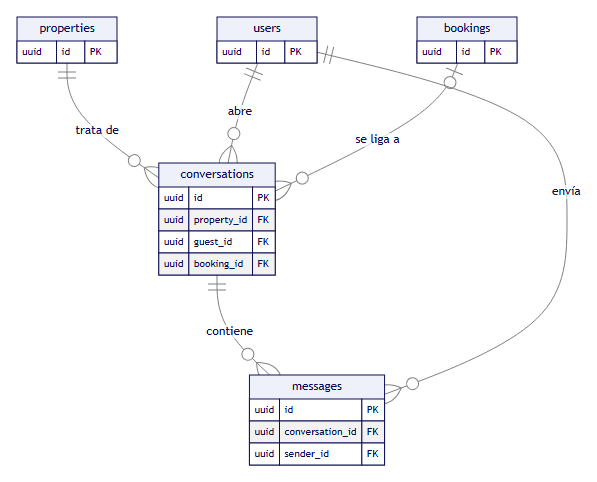 properties
uuid id PK
users
uuid id PK
bookings
uuid id PK
trata de
abre
se liga a
envía
conversations
uuid id PK
uuid property_id FK
uuid guest_id FK
uuid booking_id FK
contiene
messages
uuid id PK
uuid conversation_id FK
uuid sender_id FK